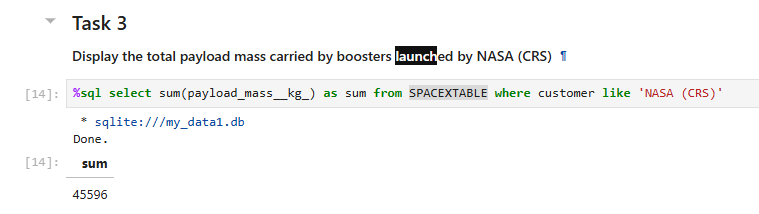 Task 3
Display the total payload mass carried by boosters launched by NASA (CRS) ¶
[14]: %sql select sum(payload_mass__kg_) as sum from SPACEXTABLE where customer like 'NASA (CRS)'
* sqlite:///my_data1.db
Done.
[14]: sum
45596